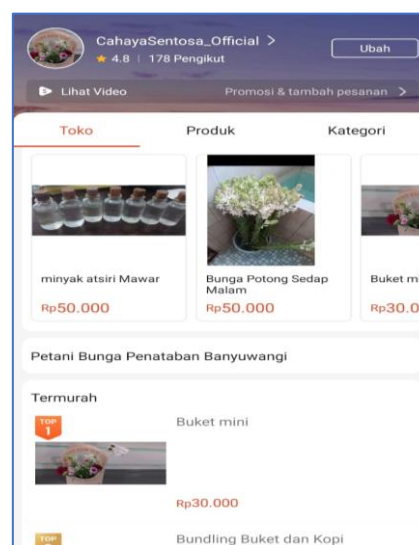 CahayaSentosa_Official >
4.8 | 178 Pengikut
Ubah
Lihat Video
Promosi & tambah pesanan >
Toko
Produk
Kategori
minyak atsiri Mawar
Rp50.000
Bunga Potong Sedap
Malam
Rp50.000
Buket
Rp30.0
Petani Bunga Penataban Banyuwangi
Termurah
TOP
1
Buket mini
Rp30.000
TOP
Bundling Buket dan Kopi